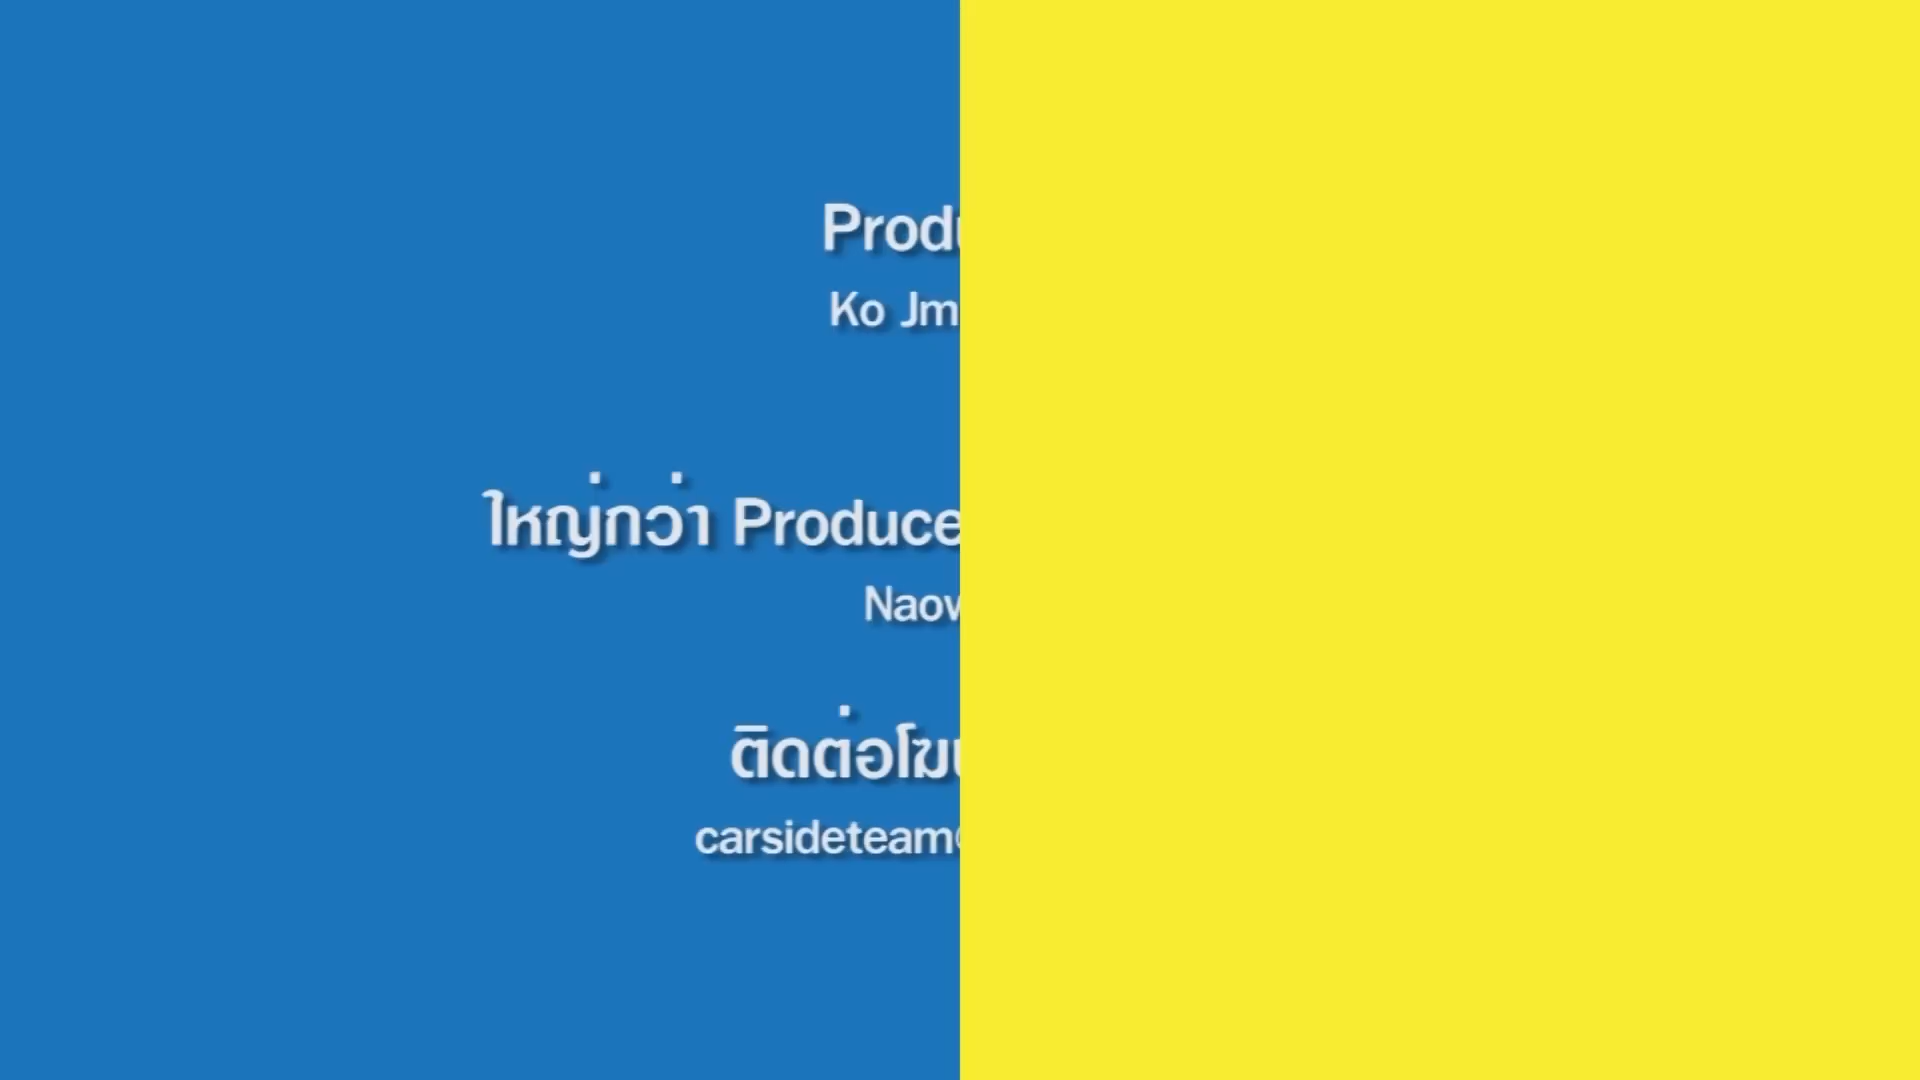 Prod
Ko Jm
ใหญ่กว่า Produce
Naov
ติดต่อโฆ
carsideteam